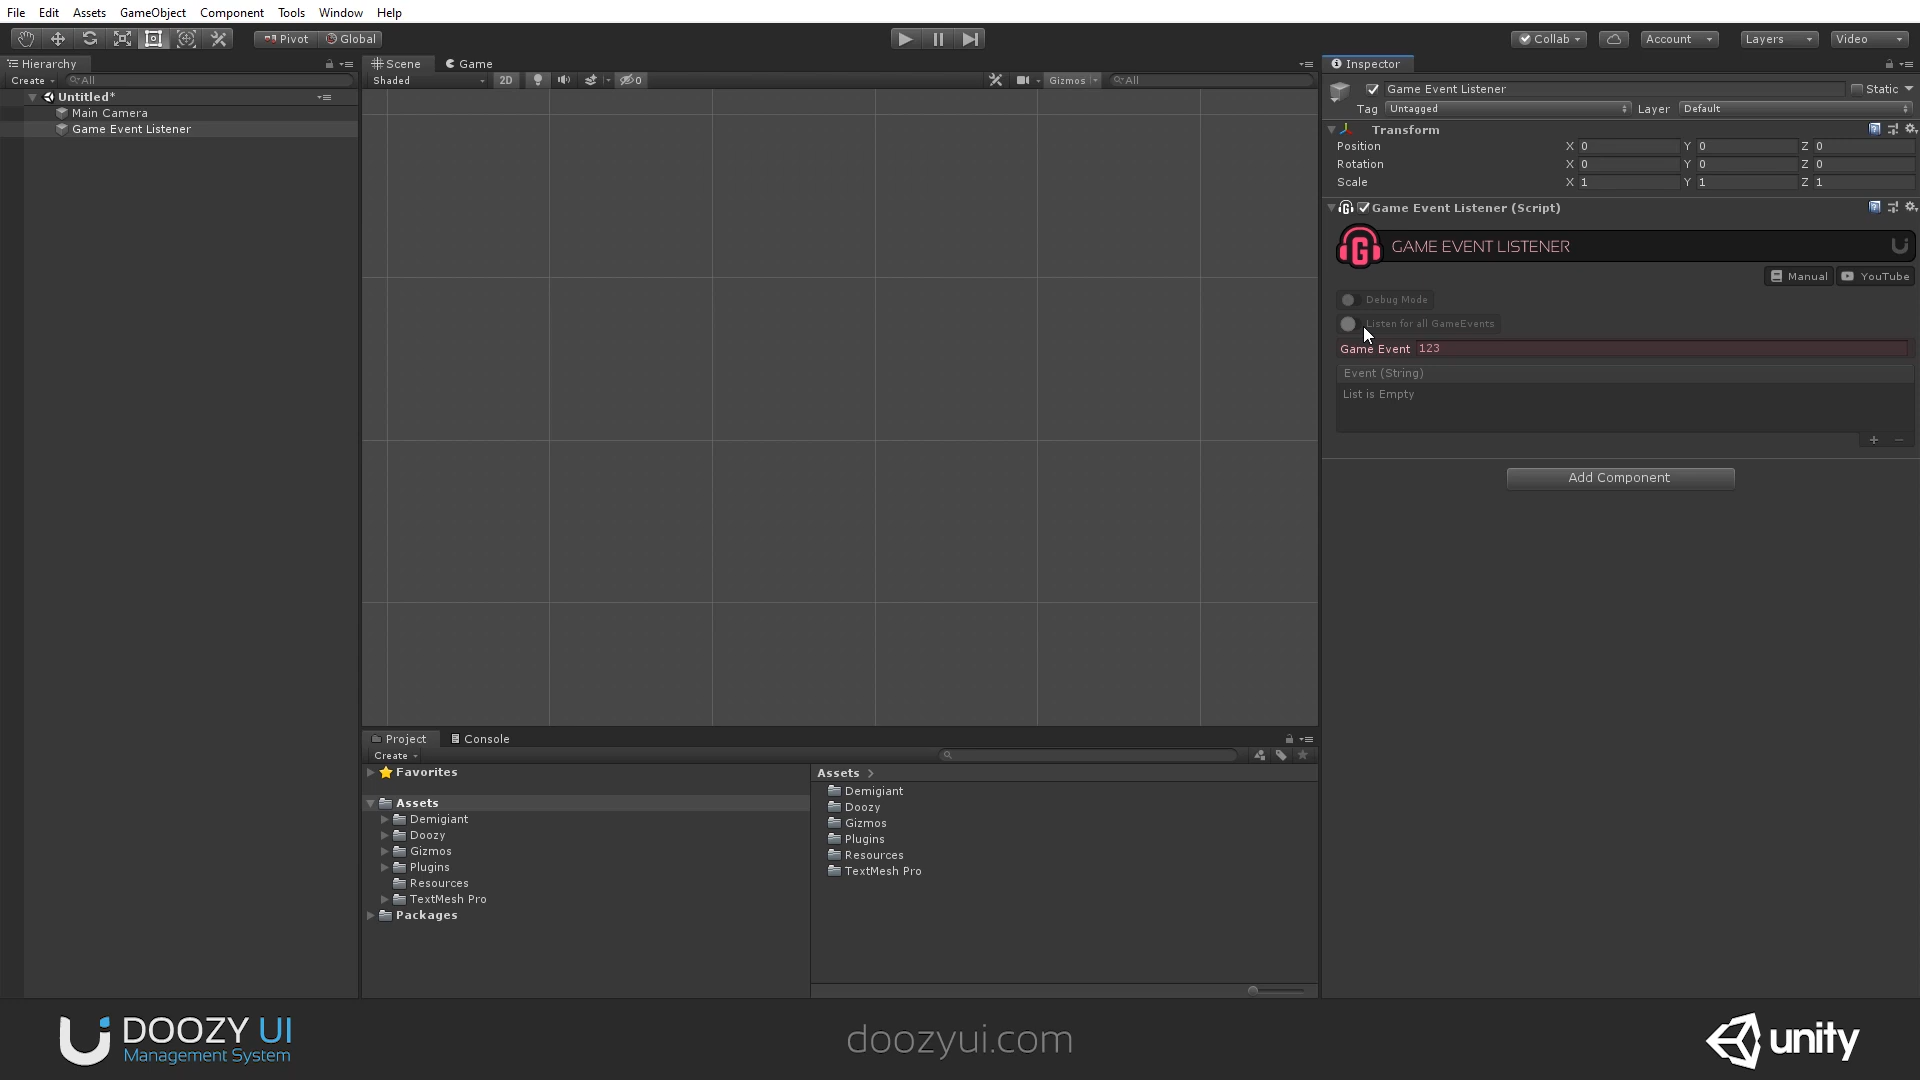 File Edit Assets GameObject Component Tools Window Help
Pivot Global
Collab Account Layers Video
Hierarchy
Create All
Untitled*
Main Camera
Game Event Listener
Scene Game
Shaded 2D 0 Gizmos All
Inspector
Game Event Listener Static
Tag Untagged Layer Default
Transform
Position X 0 Y 0 Z 0
Rotation X 0 Y 0 Z 0
Scale X 1 Y 1 Z 1
Game Event Listener (Script)
G GAME EVENT LISTENER
Manual YouTube
Debug Mode
Listen for all GameEvents
Game Event 123
Event (String)
List is Empty
+ −
Add Component
Project Console
Create
Favorites
Assets
Demigiant
Doozy
Gizmos
Plugins
Resources
TextMesh Pro
Packages
Assets
Demigiant
Doozy
Gizmos
Plugins
Resources
TextMesh Pro
DOOZY UI
Management System
doozyui.com
unity